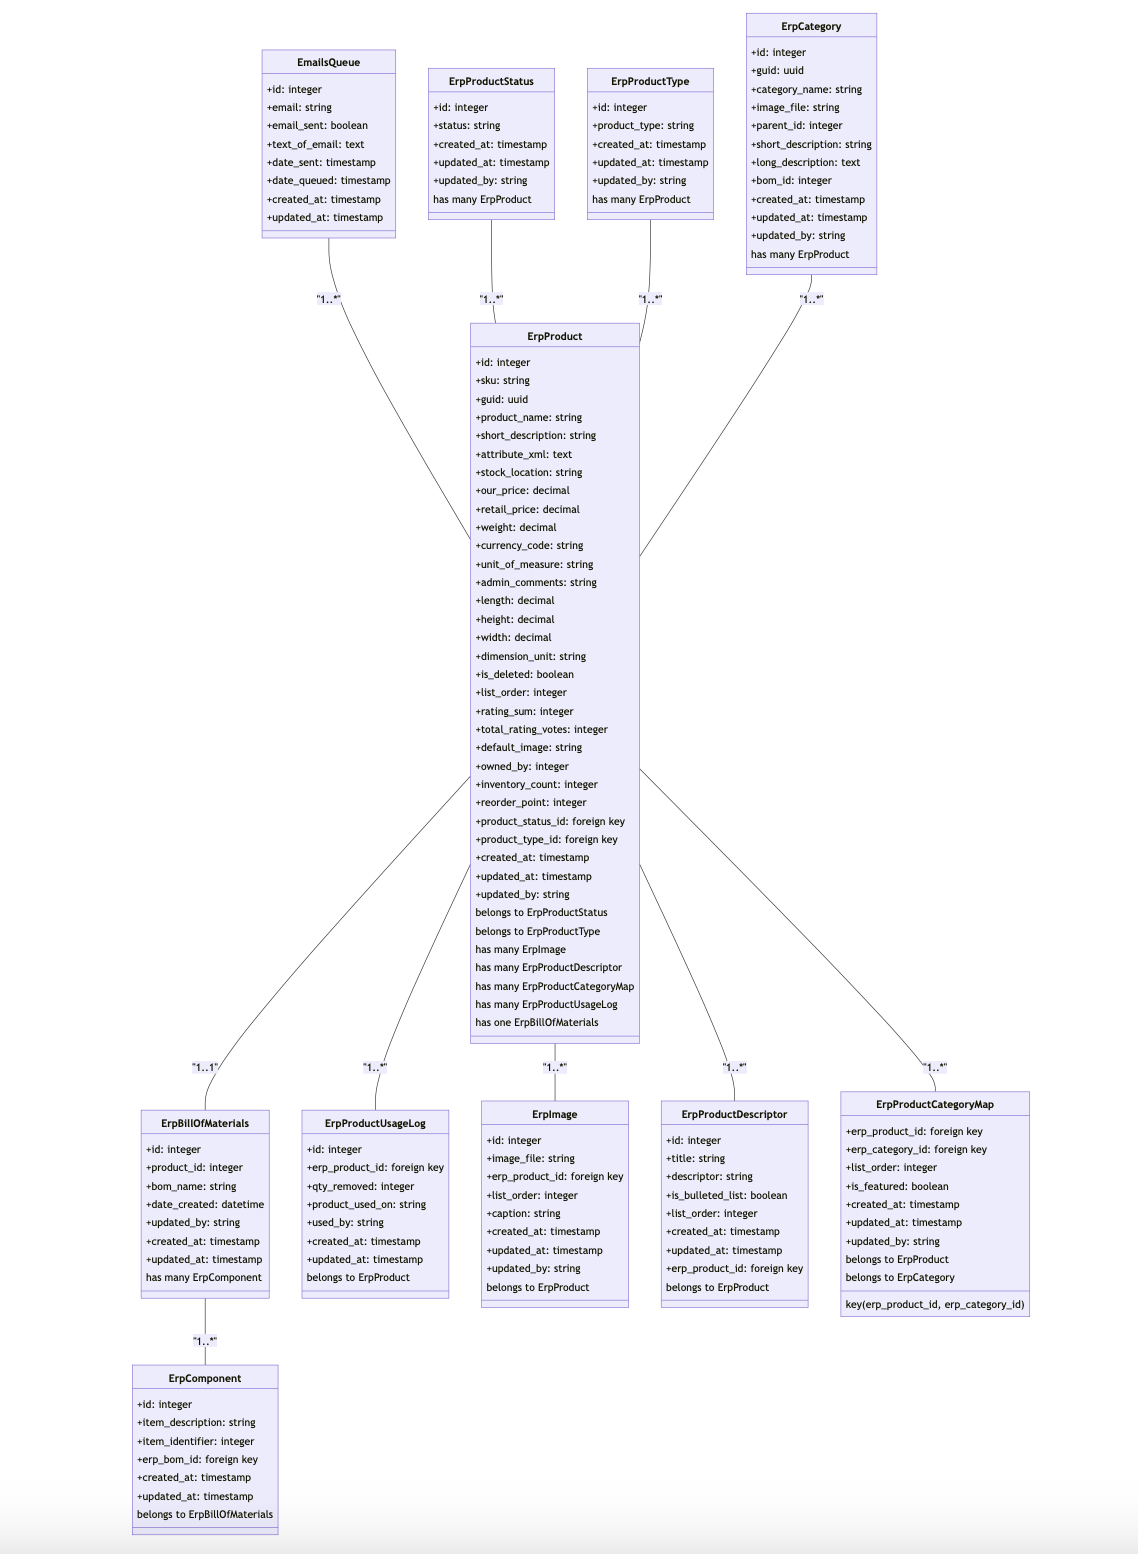 EmailsQueue
+id: integer
+email: string
+email_sent: boolean
+text_of_email: text
+date_sent: timestamp
+date_queued: timestamp
+created_at: timestamp
+updated_at: timestamp
ErpProductStatus
+id: integer
+status: string
+created_at: timestamp
+updated_at: timestamp
+updated_by: string
has many ErpProduct
ErpProductType
+id: integer
+product_type: string
+created_at: timestamp
+updated_at: timestamp
+updated_by: string
has many ErpProduct
ErpCategory
+id: integer
+guid: uuid
+category_name: string
+image_file: string
+parent_id: integer
+short_description: string
+long_description: text
+bom_id: integer
+created_at: timestamp
+updated_at: timestamp
+updated_by: string
has many ErpProduct
"1..*"
"1..*"
"1..*"
"1..*"
ErpProduct
+id: integer
+sku: string
+guid: uuid
+product_name: string
+short_description: string
+attribute_xml: text
+stock_location: string
+our_price: decimal
+retail_price: decimal
+weight: decimal
+currency_code: string
+unit_of_measure: string
+admin_comments: string
+length: decimal
+height: decimal
+width: decimal
+dimension_unit: string
+is_deleted: boolean
+list_order: integer
+rating_sum: integer
+total_rating_votes: integer
+default_image: string
+owned_by: integer
+inventory_count: integer
+reorder_point: integer
+product_status_id: foreign key
+product_type_id: foreign key
+created_at: timestamp
+updated_at: timestamp
+updated_by: string
belongs to ErpProductStatus
belongs to ErpProductType
has many ErpImage
has many ErpProductDescriptor
has many ErpProductCategoryMap
has many ErpProductUsageLog
has one ErpBillOfMaterials
"1..1"
"1..*"
"1..*"
"1..*"
"1..*"
ErpBillOfMaterials
+id: integer
+product_id: integer
+bom_name: string
+date_created: datetime
+updated_by: string
+created_at: timestamp
+updated_at: timestamp
has many ErpComponent
ErpProductUsageLog
+id: integer
+erp_product_id: foreign key
+qty_removed: integer
+product_used_on: string
+used_by: string
+created_at: timestamp
+updated_at: timestamp
belongs to ErpProduct
ErpImage
+id: integer
+image_file: string
+erp_product_id: foreign key
+list_order: integer
+caption: string
+created_at: timestamp
+updated_at: timestamp
+updated_by: string
belongs to ErpProduct
ErpProductDescriptor
+id: integer
+title: string
+descriptor: string
+is_bulleted_list: boolean
+list_order: integer
+created_at: timestamp
+updated_at: timestamp
+erp_product_id: foreign key
belongs to ErpProduct
ErpProductCategoryMap
+erp_product_id: foreign key
+erp_category_id: foreign key
+list_order: integer
+is_featured: boolean
+created_at: timestamp
+updated_at: timestamp
+updated_by: string
belongs to ErpProduct
belongs to ErpCategory
key(erp_product_id, erp_category_id)
"1..*"
ErpComponent
+id: integer
+item_description: string
+item_identifier: integer
+erp_bom_id: foreign key
+created_at: timestamp
+updated_at: timestamp
belongs to ErpBillOfMaterials